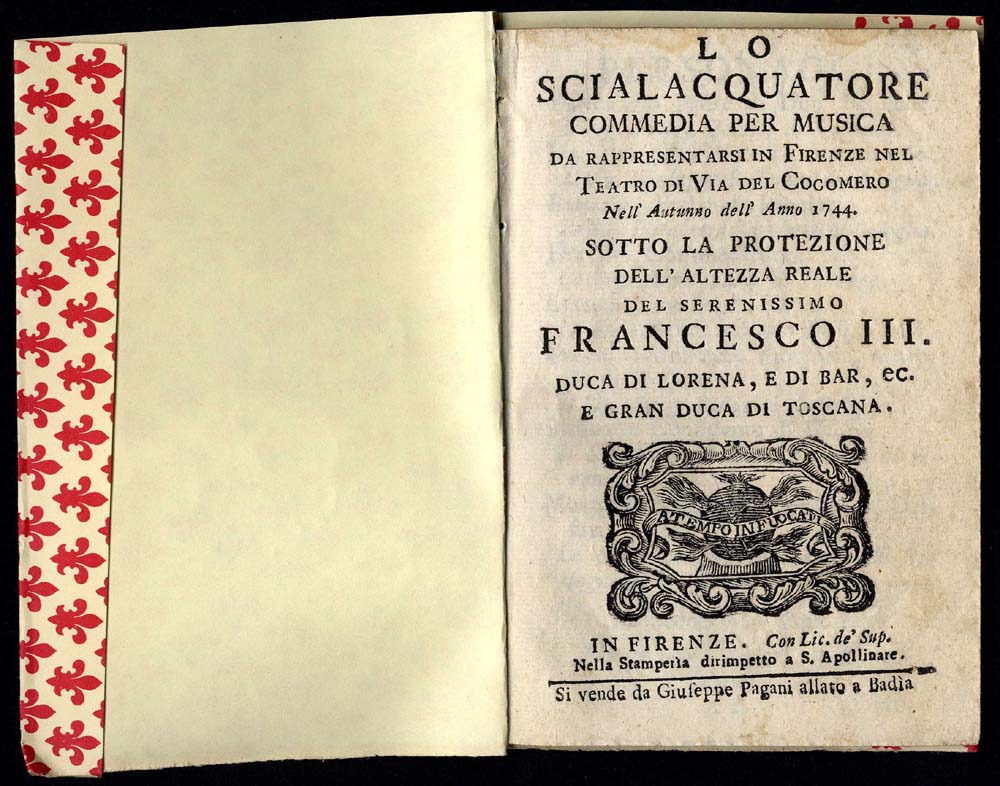 LO
SCIALACQUATORE
COMMEDIA PER MUSICA
DA RAPPRESENTARSI IN FIRENZE NEL
TEATRO DI VIA DEL COCOMERO
Nell' Autunno dell' Anno 1744.
SOTTO LA PROTEZIONE
DELL' ALTEZZA REALE
DEL SERENISSIMO
FRANCESCO III.
DUCA DI LORENA, E DI BAR, ec.
E GRAN DUCA DI TOSCANA.
A TEMPO INFUOCATI
IN FIRENZE. Con Lic. de' Sup.
Nella Stamperìa dirimpetto a S. Apollinare.
Si vende da Giuſeppe Pagani allato a Badìa